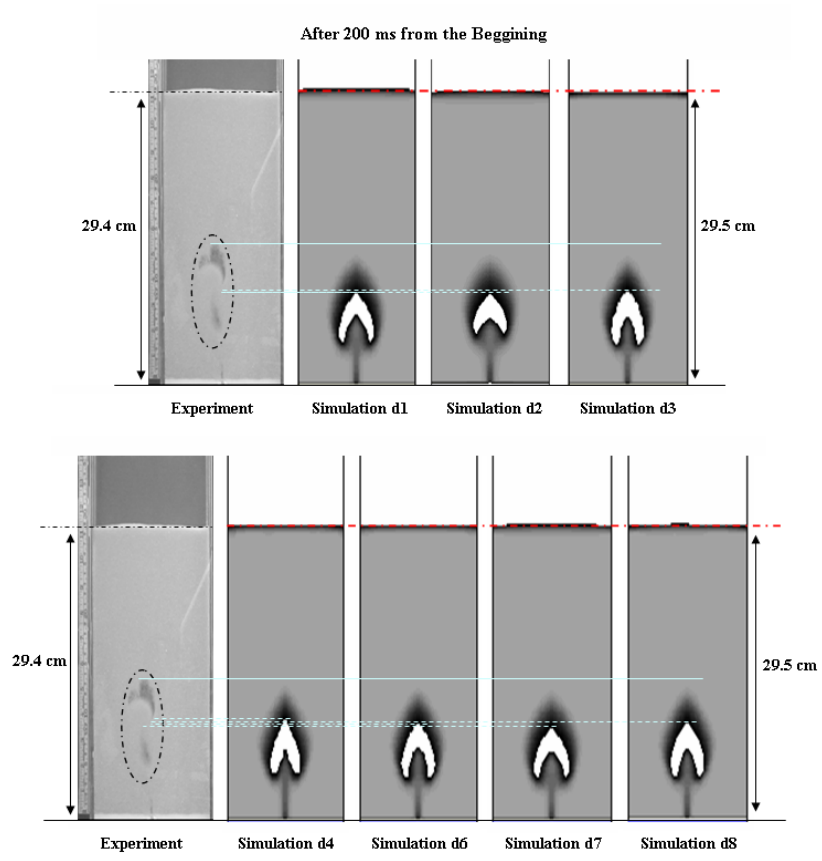 After 200 ms from the Beggining
29.4 cm
29.5 cm
Experiment
Simulation d1
Simulation d2
Simulation d3
29.4 cm
29.5 cm
Experiment
Simulation d4
Simulation d6
Simulation d7
Simulation d8